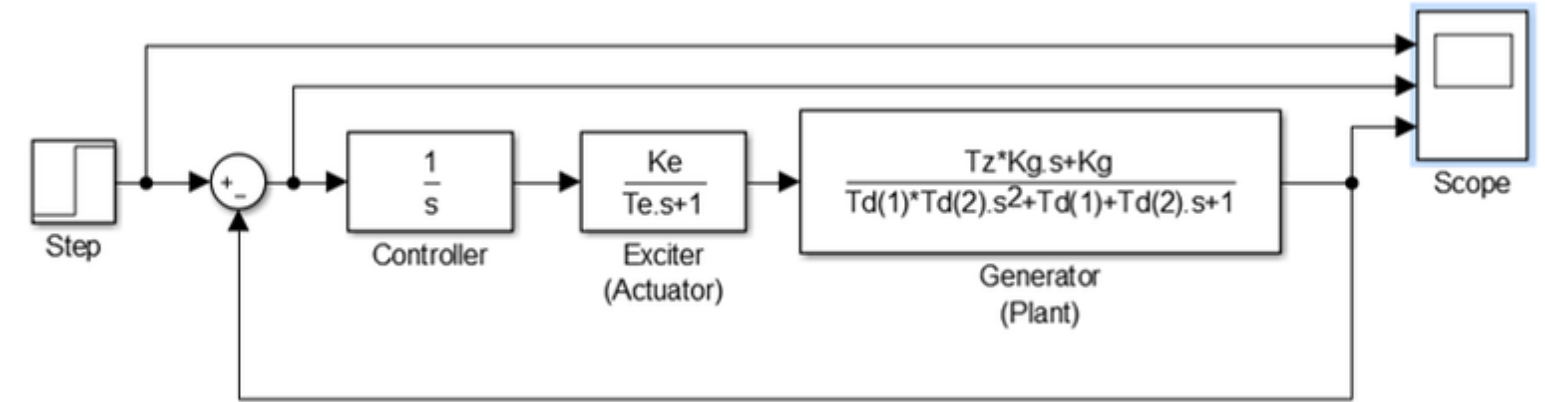 +
−
1
s
Ke
Te.s+1
Tz*Kg.s+Kg
Td(1)*Td(2).s2+Td(1)+Td(2).s+1
Step
Controller
Exciter
(Actuator)
Generator
(Plant)
Scope